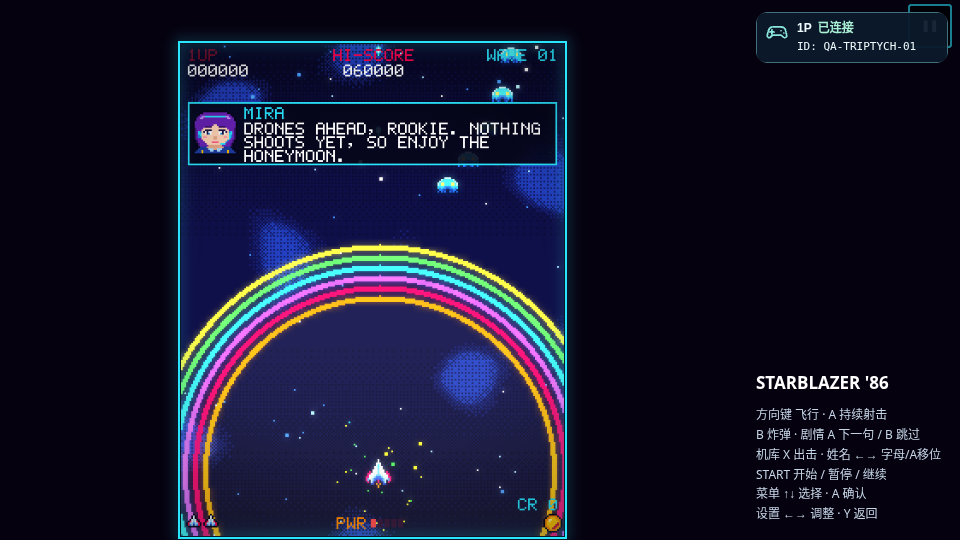 1UP HI-SCORE WAVE 01
000000 060000
MIRA
DRONES AHEAD, ROOKIE. NOTHING
SHOOTS YET, SO ENJOY THE
HONEYMOON.
CR 0
PWR
1P 已连接
ID: QA-TRIPTYCH-01
STARBLAZER '86
方向键 飞行 · A 持续射击
B 炸弹 · 剧情 A 下一句 / B 跳过
机库 X 出击 · 姓名 ←→ 字母/A移位
START 开始 / 暂停 / 继续
菜单 ↑↓ 选择 · A 确认
设置 ←→ 调整 · Y 返回